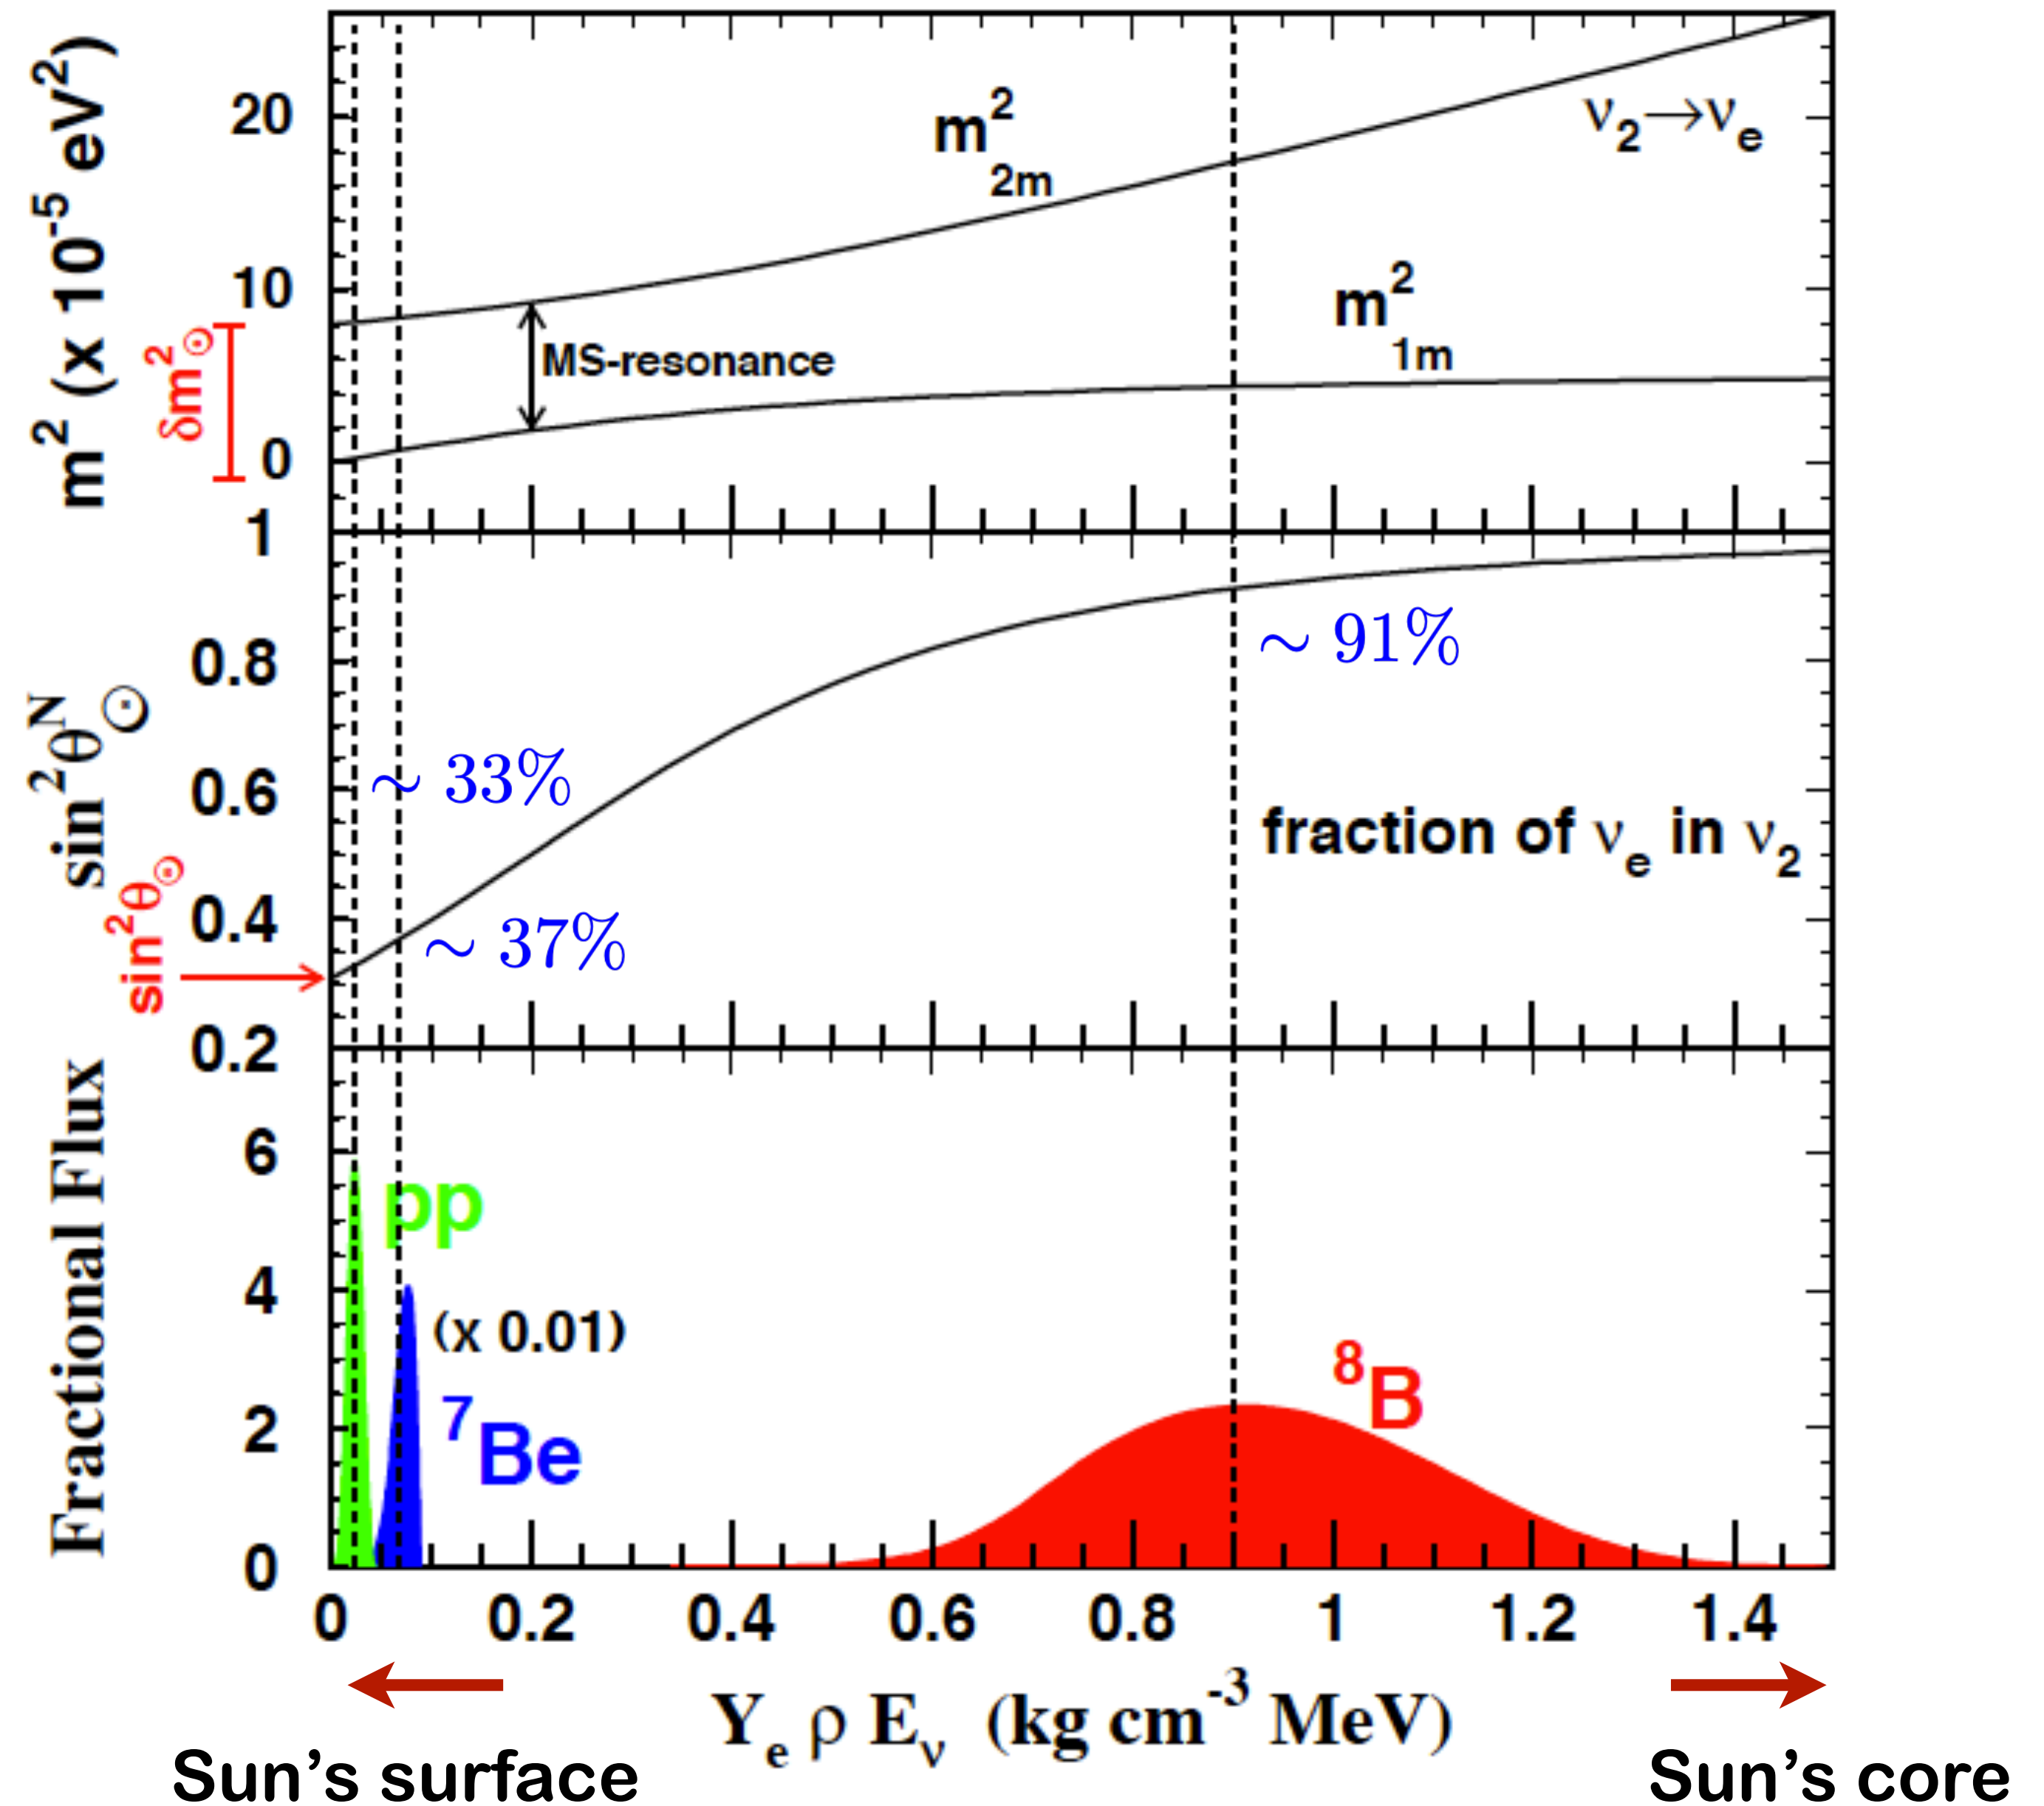 m² (x 10⁻⁵ eV²)
δm²⊙
20
10
0
m²₂ₘ
ν₂→νₑ
m²₁ₘ
MS-resonance
sin²θᴺ⊙
sin²θ⊙
1
0.8
0.6
0.4
0.2
~ 33%
~ 37%
~ 91%
fraction of νₑ in ν₂
Fractional Flux
6
4
2
0
pp
(x 0.01)
⁷Be
⁸B
0 0.2 0.4 0.6 0.8 1 1.2 1.4
Yₑ ρ Eᵥ (kg cm⁻³ MeV)
Sun’s surface
Sun’s core